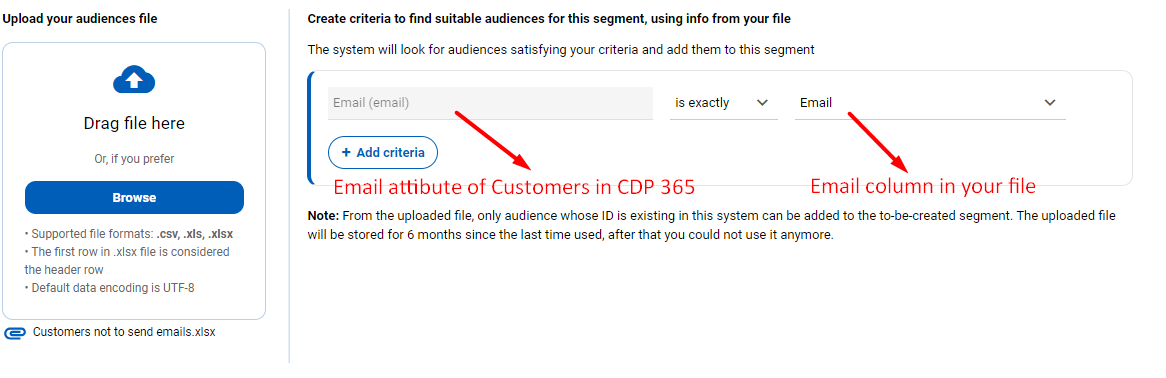 Upload your audiences file
Drag file here
Or, if you prefer
Browse
• Supported file formats: .csv, .xls, .xlsx
• The first row in .xlsx file is considered
the header row
• Default data encoding is UTF-8
Customers not to send emails.xlsx
Create criteria to find suitable audiences for this segment, using info from your file
The system will look for audiences satisfying your criteria and add them to this segment
Email (email) is exactly Email
+ Add criteria
Email attibute of Customers in CDP 365
Email column in your file
Note: From the uploaded file, only audience whose ID is existing in this system can be added to the to-be-created segment. The uploaded file
will be stored for 6 months since the last time used, after that you could not use it anymore.